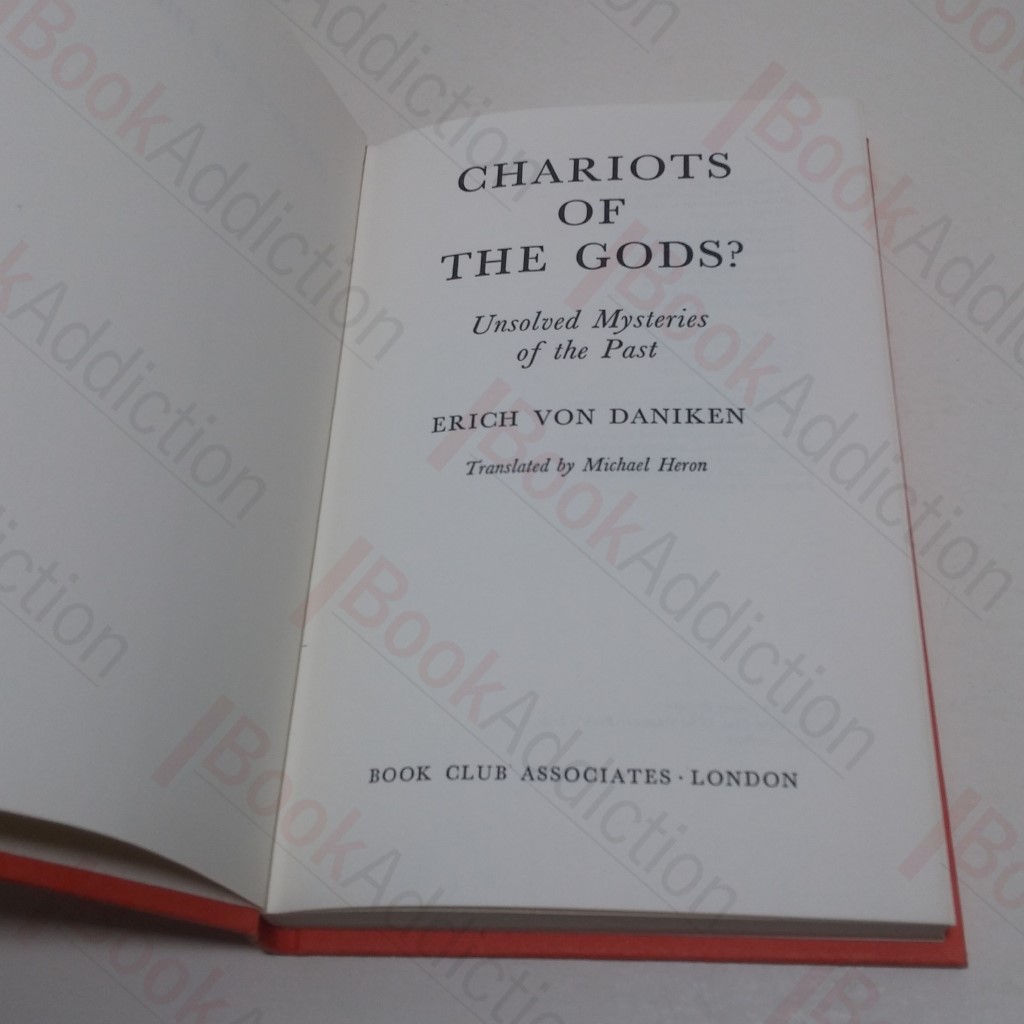 CHARIOTS
OF
THE GODS?
Unsolved Mysteries
of the Past
ERICH VON DANIKEN
Translated by Michael Heron
BOOK CLUB ASSOCIATES · LONDON
BookAddiction